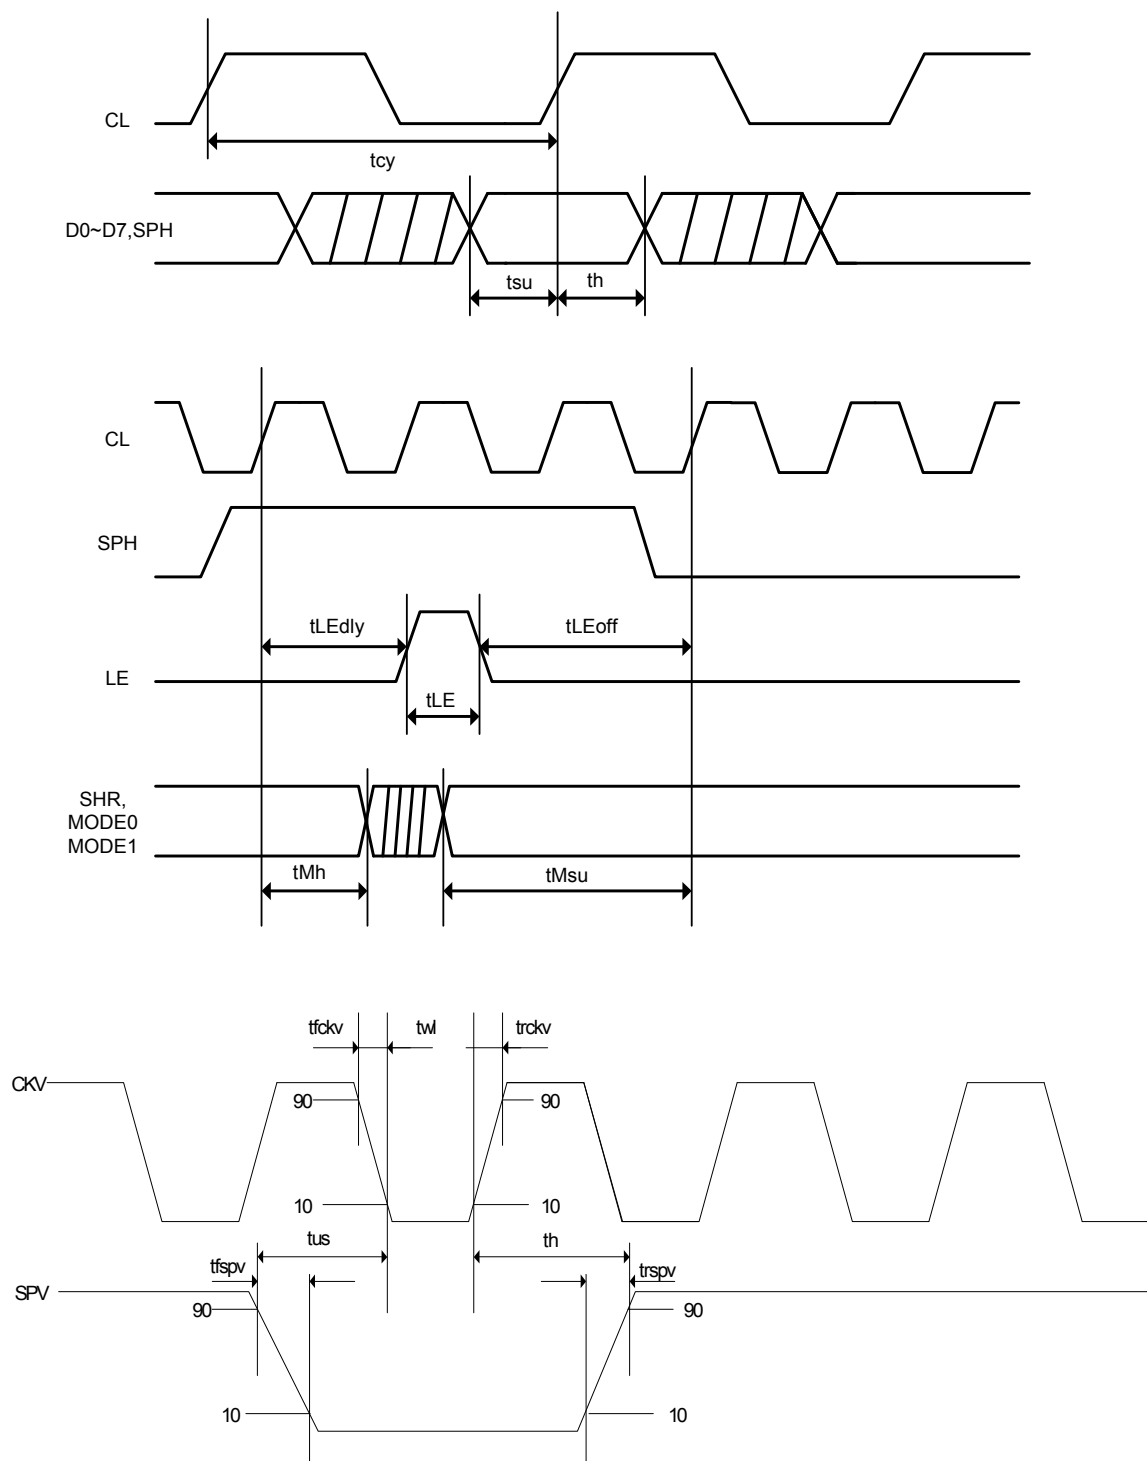 CL
tcy
D0~D7,SPH
tsu
th
CL
SPH
tLEdly
tLEoff
LE
tLE
SHR,
MODE0
MODE1
tMh
tMsu
tfckv
twl
trckv
CKV
90
90
10
10
tus
th
tfspv
trspv
SPV
90
90
10
10